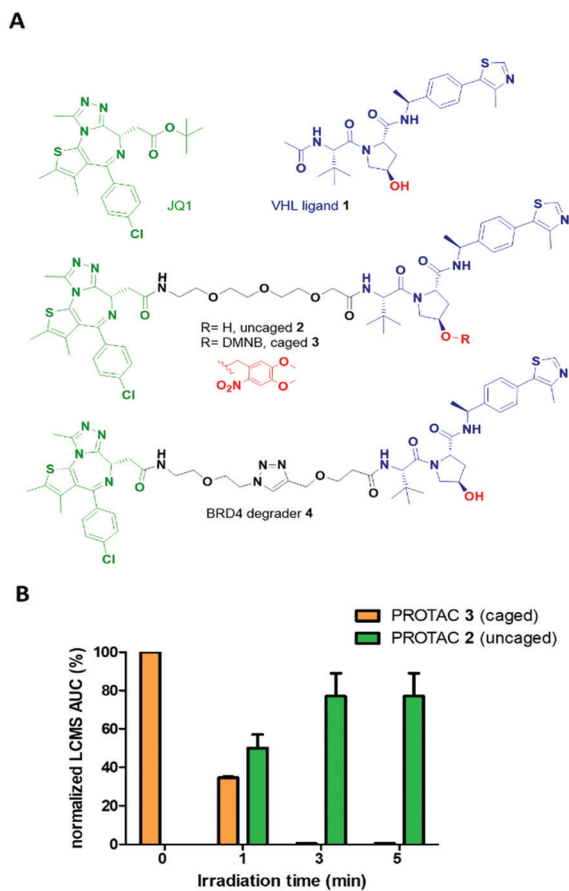 A
JQ1
VHL ligand 1
R= H, uncaged 2
R= DMNB, caged 3
BRD4 degrader 4
B
PROTAC 3 (caged)
PROTAC 2 (uncaged)
normalized LCMS AUC (%)
100
80
60
40
20
0
0 1 3 5
Irradiation time (min)